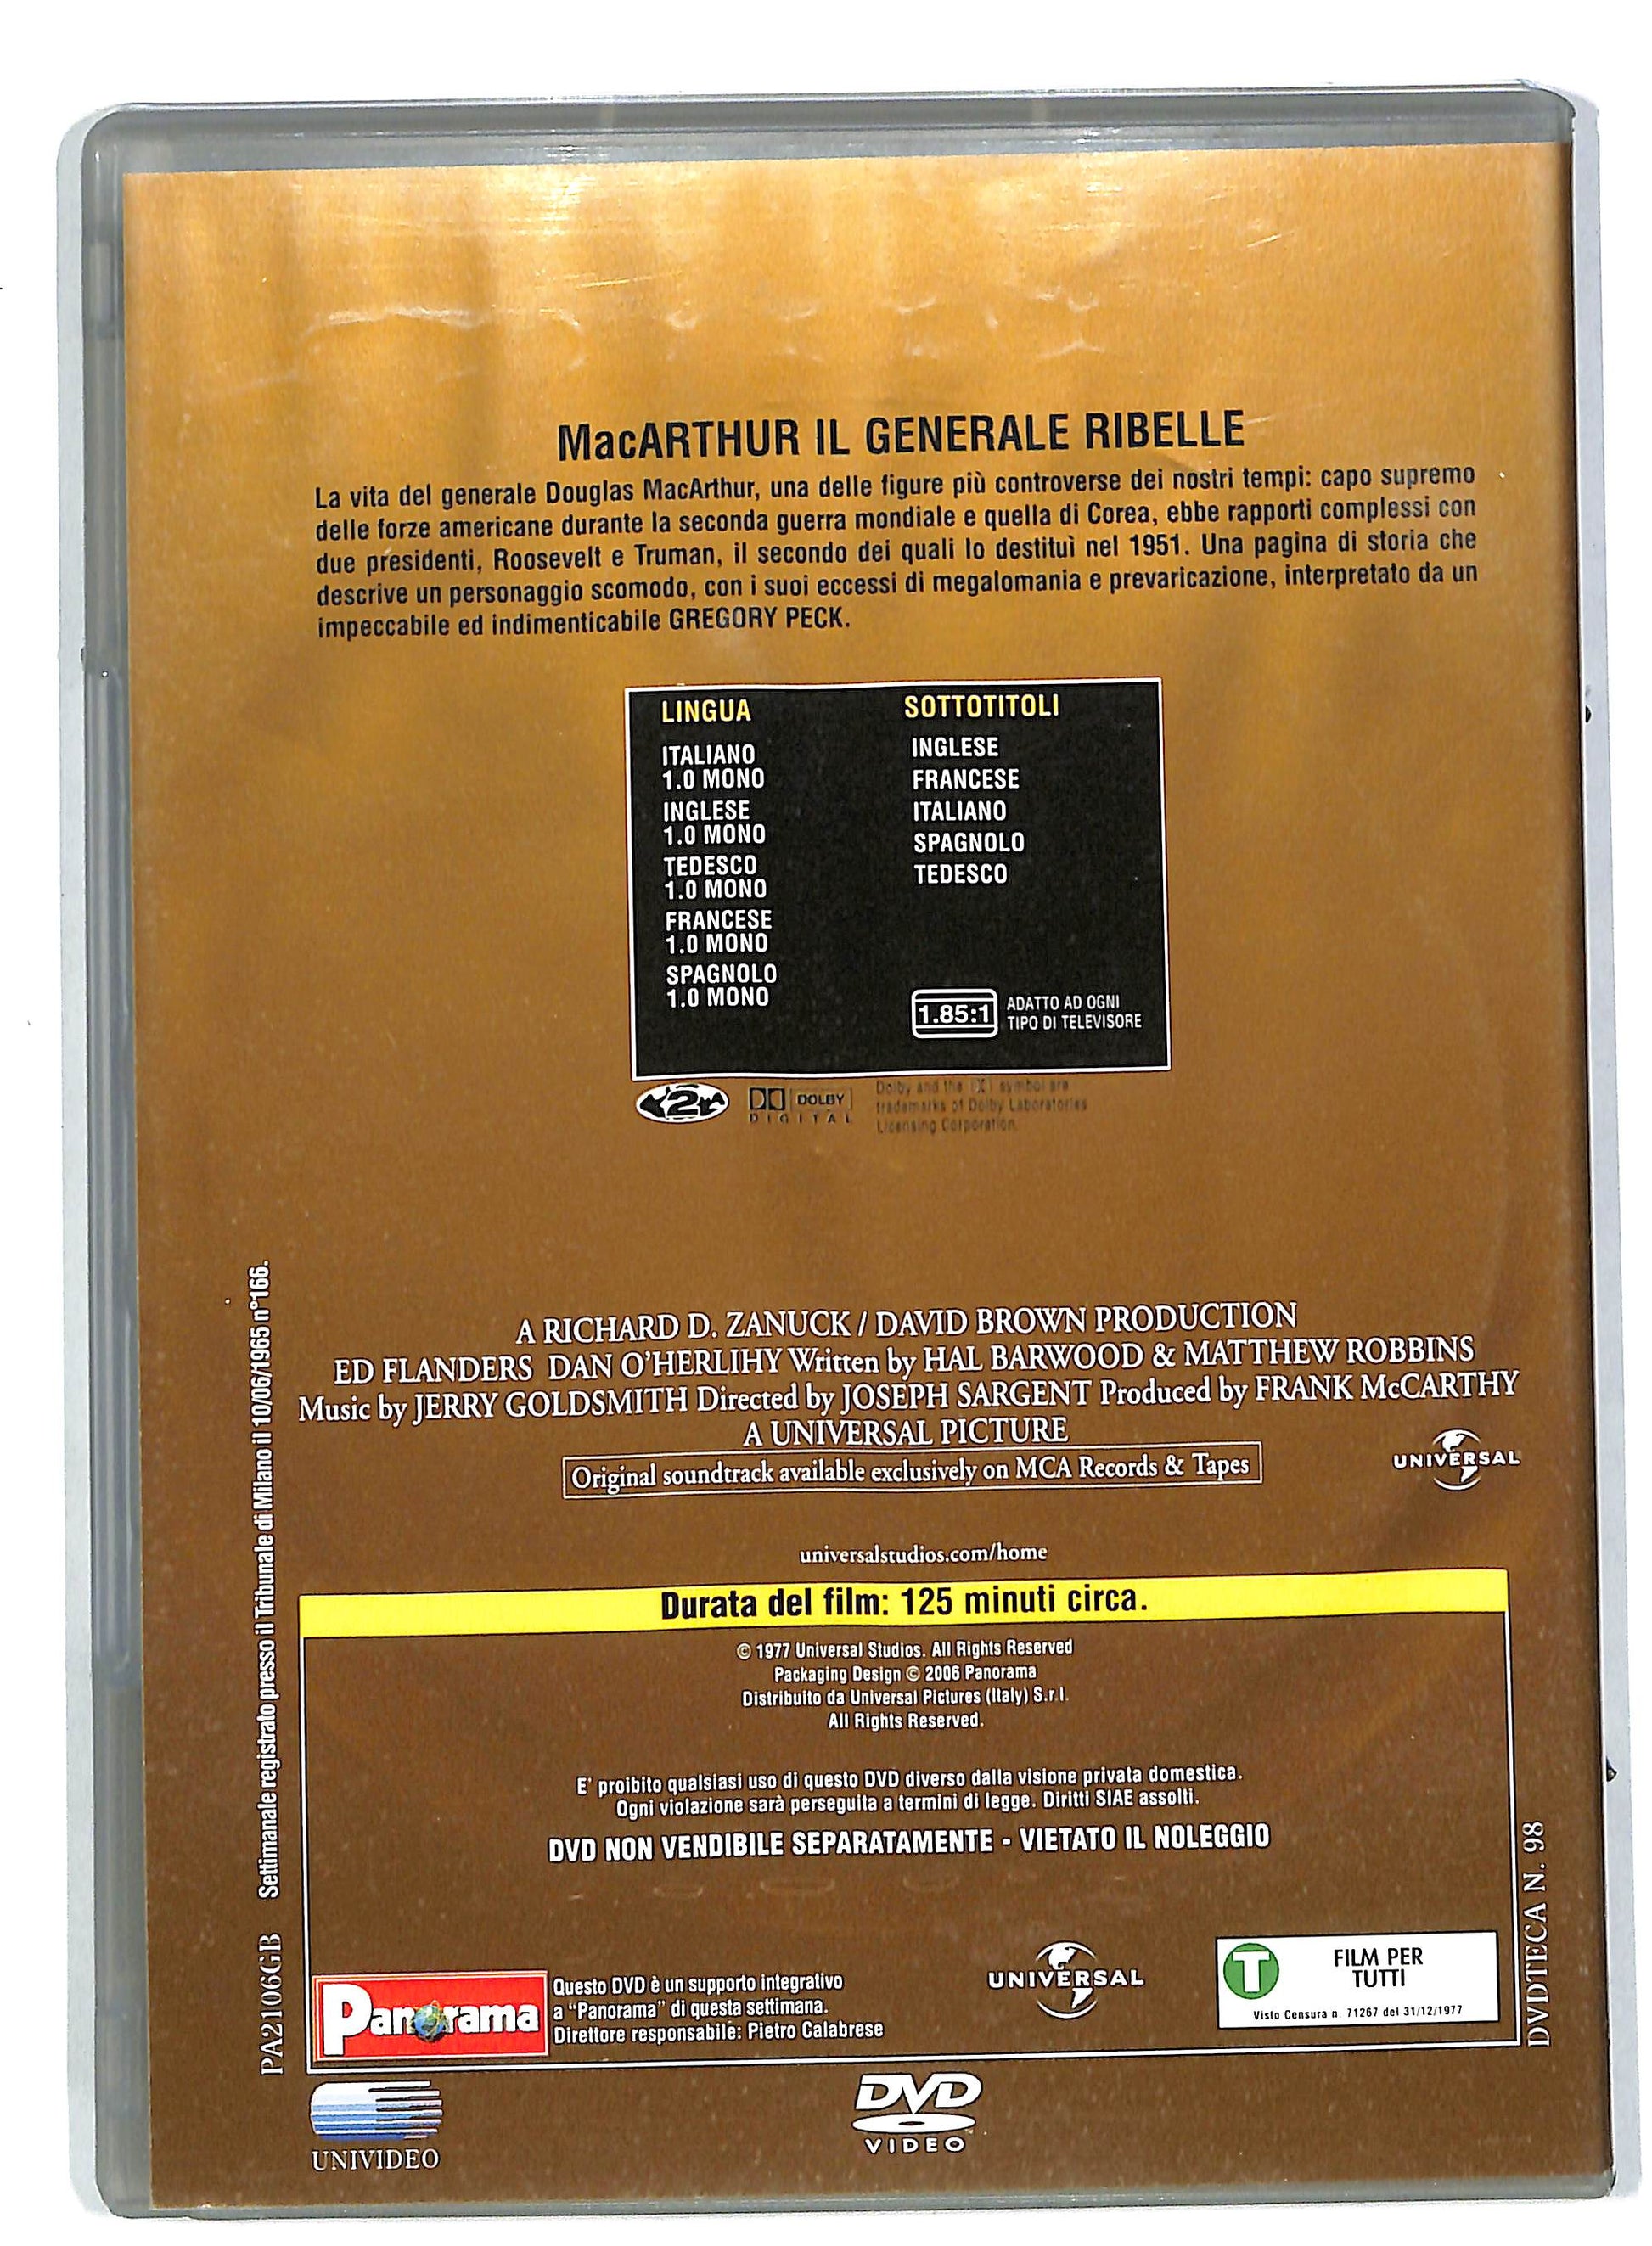 MacARTHUR IL GENERALE RIBELLE
La vita del generale Douglas MacArthur, una delle figure più controverse dei nostri tempi: capo supremo
delle forze americane durante la seconda guerra mondiale e quella di Corea, ebbe rapporti complessi con
due presidenti, Roosevelt e Truman, il secondo dei quali lo destituì nel 1951. Una pagina di storia che
descrive un personaggio scomodo, con i suoi eccessi di megalomania e prevaricazione, interpretato da un
impeccabile ed indimenticabile GREGORY PECK.
LINGUA
ITALIANO
1.0 MONO
INGLESE
1.0 MONO
TEDESCO
1.0 MONO
FRANCESE
1.0 MONO
SPAGNOLO
1.0 MONO
SOTTOTITOLI
INGLESE
FRANCESE
ITALIANO
SPAGNOLO
TEDESCO
1.85:1
ADATTO AD OGNI
TIPO DI TELEVISORE
2
DOLBY
DIGITAL
Dolby and the symbol are
trademarks of Dolby Laboratories
Licensing Corporation.
A RICHARD D. ZANUCK / DAVID BROWN PRODUCTION
ED FLANDERS DAN O'HERLIHY Written by HAL BARWOOD & MATTHEW ROBBINS
Music by JERRY GOLDSMITH Directed by JOSEPH SARGENT Produced by FRANK McCARTHY
A UNIVERSAL PICTURE
Original soundtrack available exclusively on MCA Records & Tapes
UNIVERSAL
universalstudios.com/home
Durata del film: 125 minuti circa.
© 1977 Universal Studios. All Rights Reserved
Packaging Design © 2006 Panorama
Distribuito da Universal Pictures (Italy) S.r.l.
All Rights Reserved.
E' proibito qualsiasi uso di questo DVD diverso dalla visione privata domestica.
Ogni violazione sarà perseguita a termini di legge. Diritti SIAE assolti.
DVD NON VENDIBILE SEPARATAMENTE - VIETATO IL NOLEGGIO
Panorama
Questo DVD è un supporto integrativo
a “Panorama” di questa settimana.
Direttore responsabile: Pietro Calabrese
UNIVERSAL
T
FILM PER
TUTTI
Visto Censura n. 71267 del 31/12/1977
UNIVIDEO
DVD
VIDEO
PA2106GB
Settimanale registrato presso il Tribunale di Milano il 10/06/1965 n°166.
DVDTECA N. 98